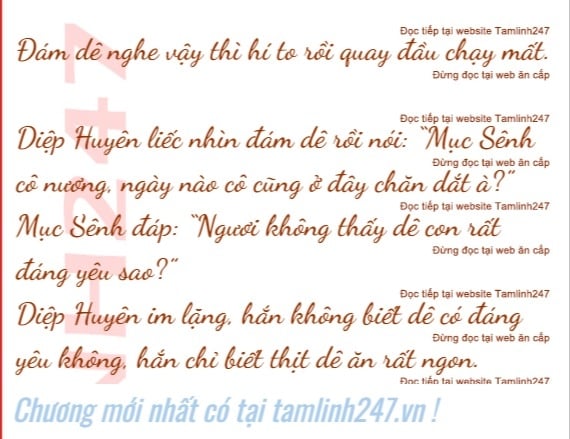 Đọc tiếp tại website Tamlinh247
Đám dê nghe vậy thì hí to rồi quay đầu chạy mất.
Đừng đọc tại web ăn cắp
Đọc tiếp tại website Tamlinh247
Diệp Huyên liếc nhìn đám dê rồi nói: “Mục Sênh
Đừng đọc tại web ăn cắp
cô nương, ngày nào cô cũng ở đây chăn dắt à?”
Đọc tiếp tại website Tamlinh247
Mục Sênh đáp: “Ngươi không thấy dê con rất
Đừng đọc tại web ăn cắp
đáng yêu sao?”
Đọc tiếp tại website Tamlinh247
Diệp Huyên im lặng, hắn không biết dê có đáng
Đừng đọc tại web ăn cắp
yêu không, hắn chỉ biết thịt dê ăn rất ngon.
Đọc tiếp tại website Tamlinh247
NH247
Chương mới nhất có tại tamlinh247.vn !